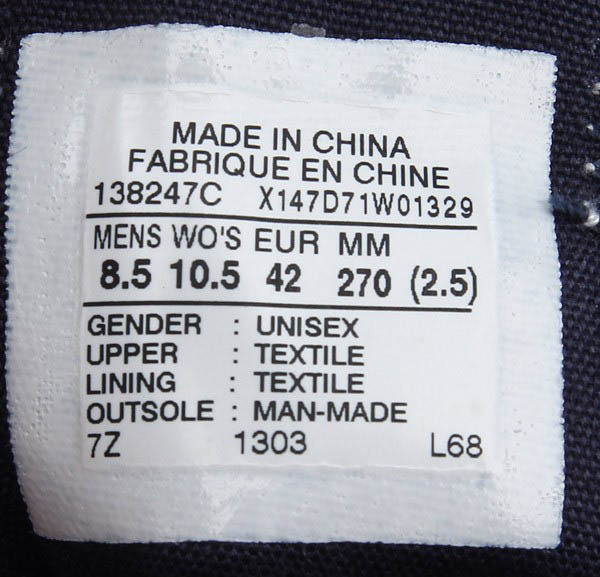 MADE IN CHINA
FABRIQUE EN CHINE
138247C X147D71W01329
MENS WO'S EUR MM
8.5 10.5 42 270 (2.5)
GENDER : UNISEX
UPPER : TEXTILE
LINING : TEXTILE
OUTSOLE : MAN-MADE
7Z 1303 L68